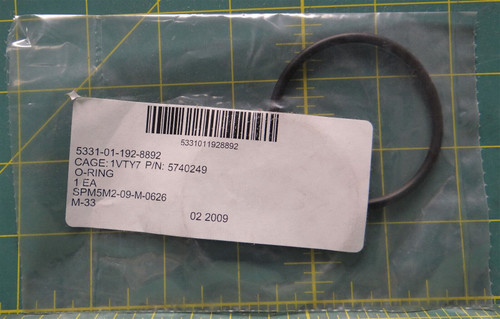 5331011928892
5331-01-192-8892
CAGE: 1VTY7 P/N: 5740249
O-RING
1 EA
SPM5M2-09-M-0626
M-33
02 2009